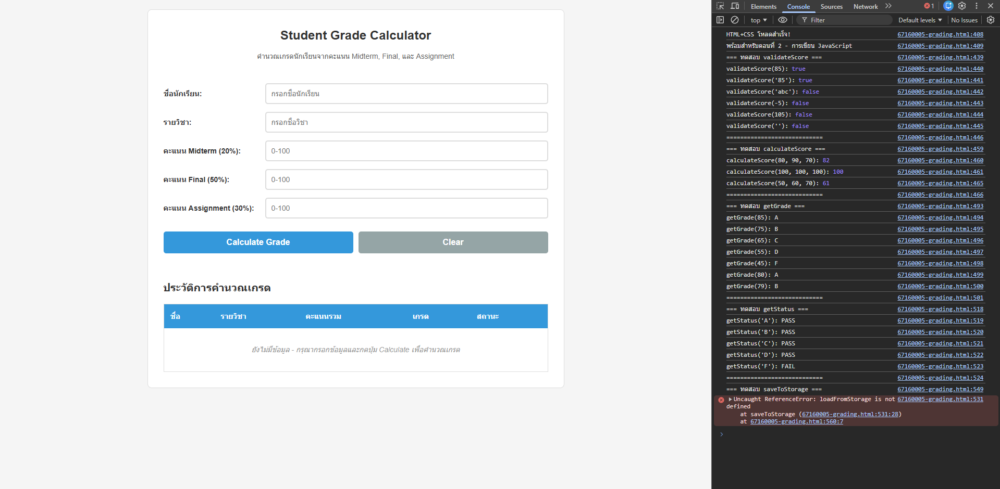 Student Grade Calculator
คำนวณเกรดนักเรียนจากคะแนน Midterm, Final, และ Assignment
ชื่อนักเรียน:
กรอกชื่อนักเรียน
รายวิชา:
กรอกชื่อวิชา
คะแนน Midterm (20%):
0-100
คะแนน Final (50%):
0-100
คะแนน Assignment (30%):
0-100
Calculate Grade Clear
ประวัติการคำนวณเกรด
ชื่อ รายวิชา คะแนนรวม เกรด สถานะ
ยังไม่มีข้อมูล - กรุณากรอกข้อมูลและกดปุ่ม Calculate เพื่อคำนวณเกรด
Elements Console Sources Network 1
top Filter Default levels No Issues
HTML+CSS โหลดสำเร็จ! 67160005-grading.html:408
พร้อมสำหรับตอนที่ 2 - การเขียน JavaScript 67160005-grading.html:409
=== ทดสอบ validateScore === 67160005-grading.html:439
validateScore(85): true 67160005-grading.html:440
validateScore('85'): true 67160005-grading.html:441
validateScore('abc'): false 67160005-grading.html:442
validateScore(-5): false 67160005-grading.html:443
validateScore(105): false 67160005-grading.html:444
validateScore(''): false 67160005-grading.html:445
============================ 67160005-grading.html:446
=== ทดสอบ calculateScore === 67160005-grading.html:459
calculateScore(80, 90, 70): 82 67160005-grading.html:460
calculateScore(100, 100, 100): 100 67160005-grading.html:461
calculateScore(50, 60, 70): 61 67160005-grading.html:465
============================ 67160005-grading.html:466
=== ทดสอบ getGrade === 67160005-grading.html:493
getGrade(85): A 67160005-grading.html:494
getGrade(75): B 67160005-grading.html:495
getGrade(65): C 67160005-grading.html:496
getGrade(55): D 67160005-grading.html:497
getGrade(45): F 67160005-grading.html:498
getGrade(80): A 67160005-grading.html:499
getGrade(79): B 67160005-grading.html:500
============================ 67160005-grading.html:501
=== ทดสอบ getStatus === 67160005-grading.html:518
getStatus('A'): PASS 67160005-grading.html:519
getStatus('B'): PASS 67160005-grading.html:520
getStatus('C'): PASS 67160005-grading.html:521
getStatus('D'): PASS 67160005-grading.html:522
getStatus('F'): FAIL 67160005-grading.html:523
============================ 67160005-grading.html:524
=== ทดสอบ saveToStorage === 67160005-grading.html:549
Uncaught ReferenceError: loadFromStorage is not 67160005-grading.html:531
defined
at saveToStorage (67160005-grading.html:531:28)
at 67160005-grading.html:560:7